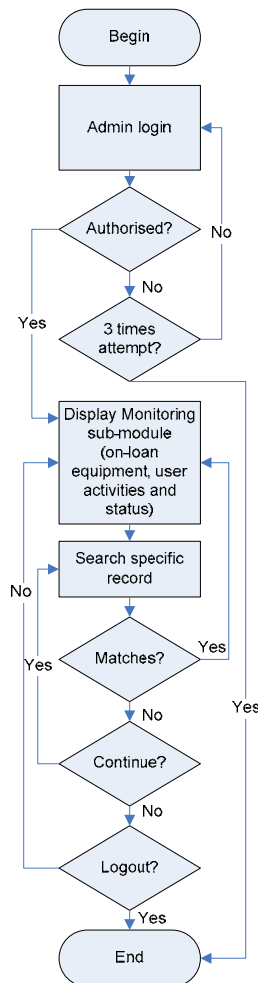 Begin
Admin login
Authorised?
No
No
Yes
3 times
attempt?
Display Monitoring
sub-module
(on-loan
equipment, user
activities and
status)
Search specific
record
No
Yes
Matches?
Yes
No
Yes
Continue?
No
Logout?
Yes
End